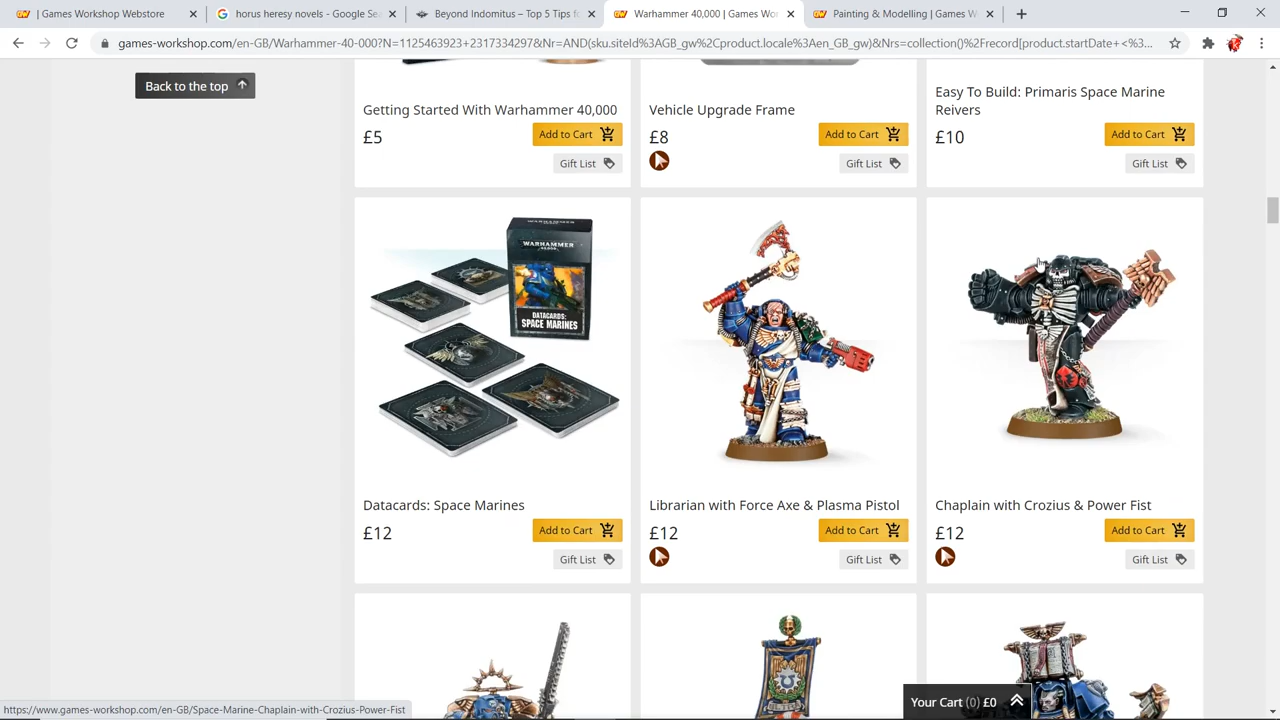 | Games Workshop Webstore
horus heresy novels - Google Se
Beyond Indomitus – Top 5 Tips fo
Warhammer 40,000 | Games Wor
Painting & Modelling | Games W
games-workshop.com/en-GB/Warhammer-40-000?N=1125463923+2317334297&Nr=AND(sku.siteId%3AGB_gw%2Cproduct.locale%3Aen_GB_gw)&Nrs=collection()%2Frecord[product.startDate+<%3...
Back to the top
Getting Started With Warhammer 40,000
£5
Add to Cart
Gift List
Vehicle Upgrade Frame
£8
Add to Cart
Gift List
Easy To Build: Primaris Space Marine
Reivers
£10
Add to Cart
Gift List
WARHAMMER
40,000
DATACARDS:
SPACE MARINES
Datacards: Space Marines
£12
Add to Cart
Gift List
Librarian with Force Axe & Plasma Pistol
£12
Add to Cart
Gift List
Chaplain with Crozius & Power Fist
£12
Add to Cart
Gift List
Your Cart (0) £0
https://www.games-workshop.com/en-GB/Space-Marine-Chaplain-with-Crozius-Power-Fist